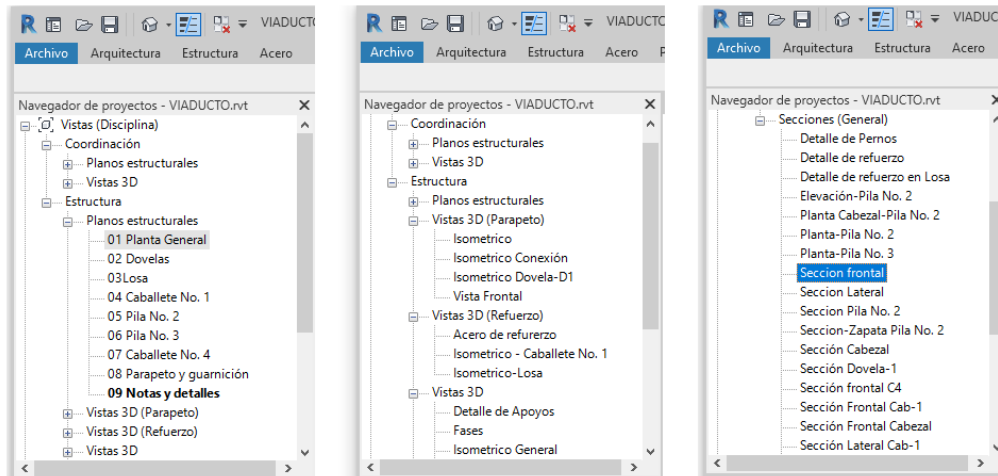 VIADUCTO
Archivo Arquitectura Estructura Acero
Navegador de proyectos - VIADUCTO.rvt
Vistas (Disciplina)
Coordinación
Planos estructurales
Vistas 3D
Estructura
Planos estructurales
01 Planta General
02 Dovelas
03Losa
04 Caballete No. 1
05 Pila No. 2
06 Pila No. 3
07 Caballete No. 4
08 Parapeto y guarnición
09 Notas y detalles
Vistas 3D (Parapeto)
Vistas 3D (Refuerzo)
Vistas 3D
VIADUCTO
Archivo Arquitectura Estructura Acero P
Navegador de proyectos - VIADUCTO.rvt
Coordinación
Planos estructurales
Vistas 3D
Estructura
Planos estructurales
Vistas 3D (Parapeto)
Isometrico
Isometrico Conexión
Isometrico Dovela-D1
Vista Frontal
Vistas 3D (Refuerzo)
Acero de refurerzo
Isometrico - Caballete No. 1
Isometrico-Losa
Vistas 3D
Detalle de Apoyos
Fases
Isometrico General
VIADUC
Archivo Arquitectura Estructura Acero
Navegador de proyectos - VIADUCTO.rvt
Secciones (General)
Detalle de Pernos
Detalle de refuerzo
Detalle de refuerzo en Losa
Elevación-Pila No. 2
Planta Cabezal-Pila No. 2
Planta-Pila No. 2
Planta-Pila No. 3
Seccion frontal
Seccion Lateral
Seccion Pila No. 2
Seccion-Zapata Pila No. 2
Sección Cabezal
Sección Dovela-1
Sección frontal C4
Sección Frontal Cab-1
Sección Frontal Cabezal
Sección Lateral Cab-1